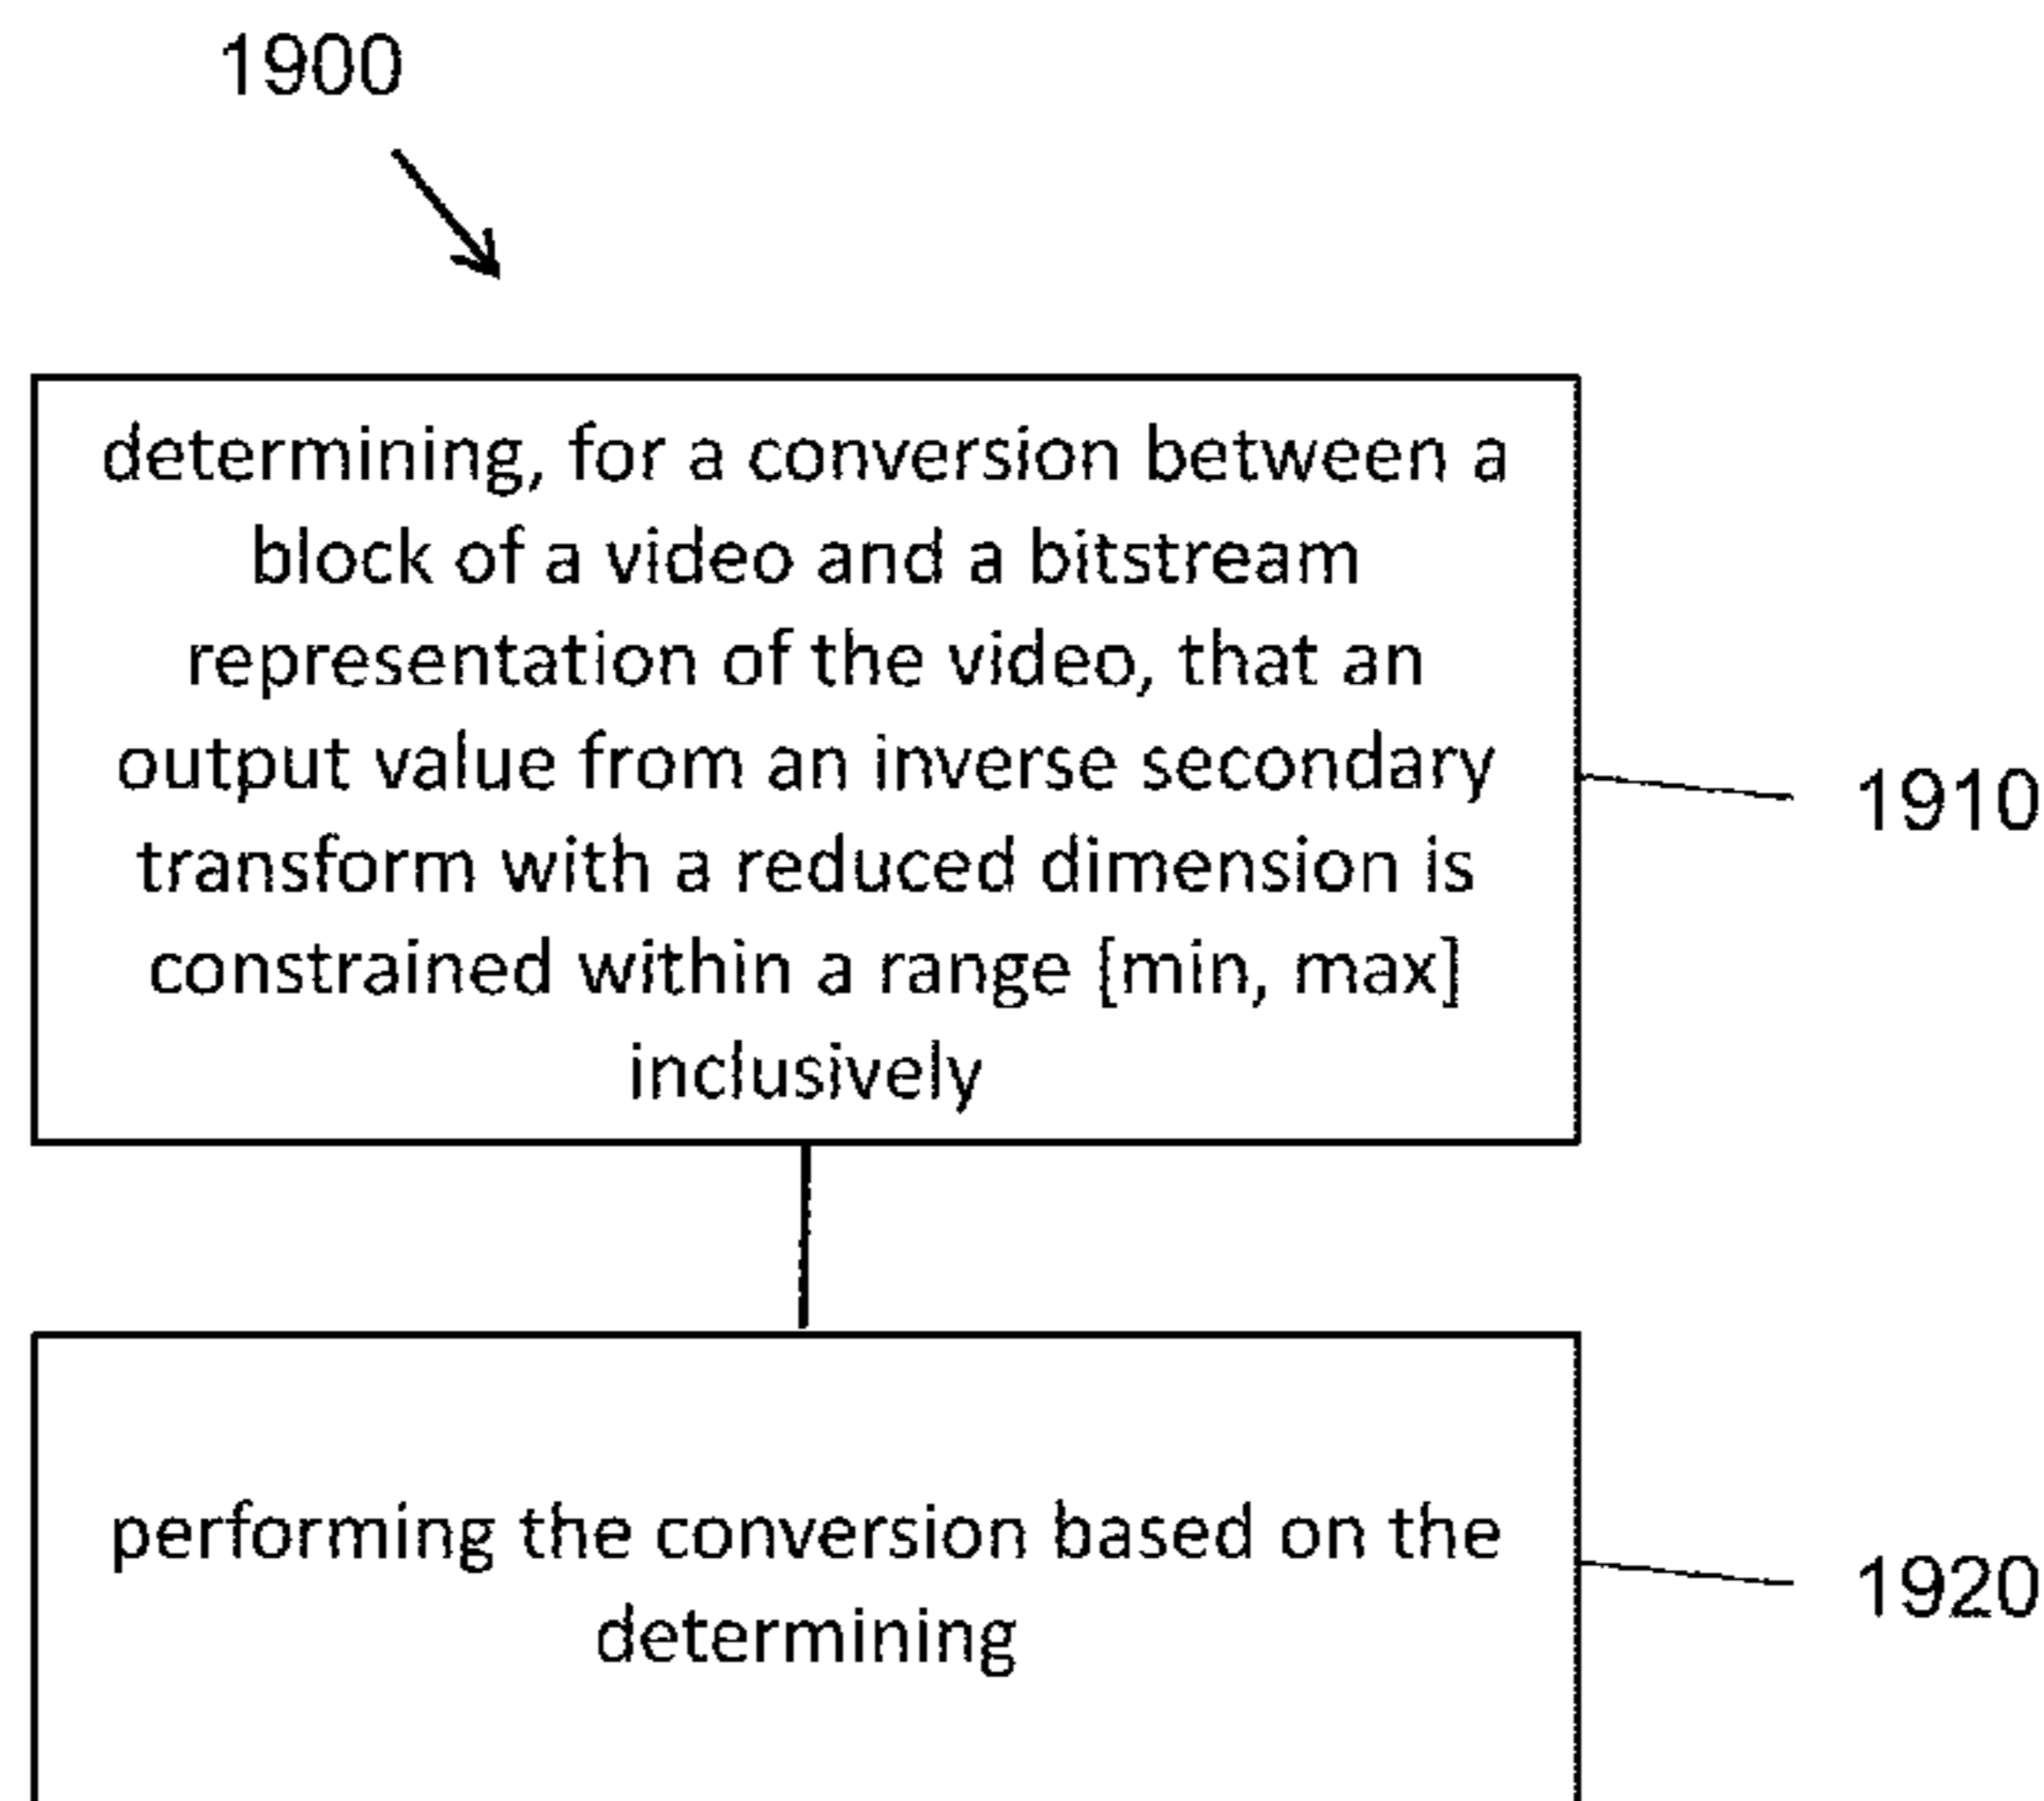 1900
determining, for a conversion between a
block of a video and a bitstream
representation of the video, that an
output value from an inverse secondary
transform with a reduced dimension is
constrained within a range [min, max]
inclusively
1910
performing the conversion based on the
determining
1920